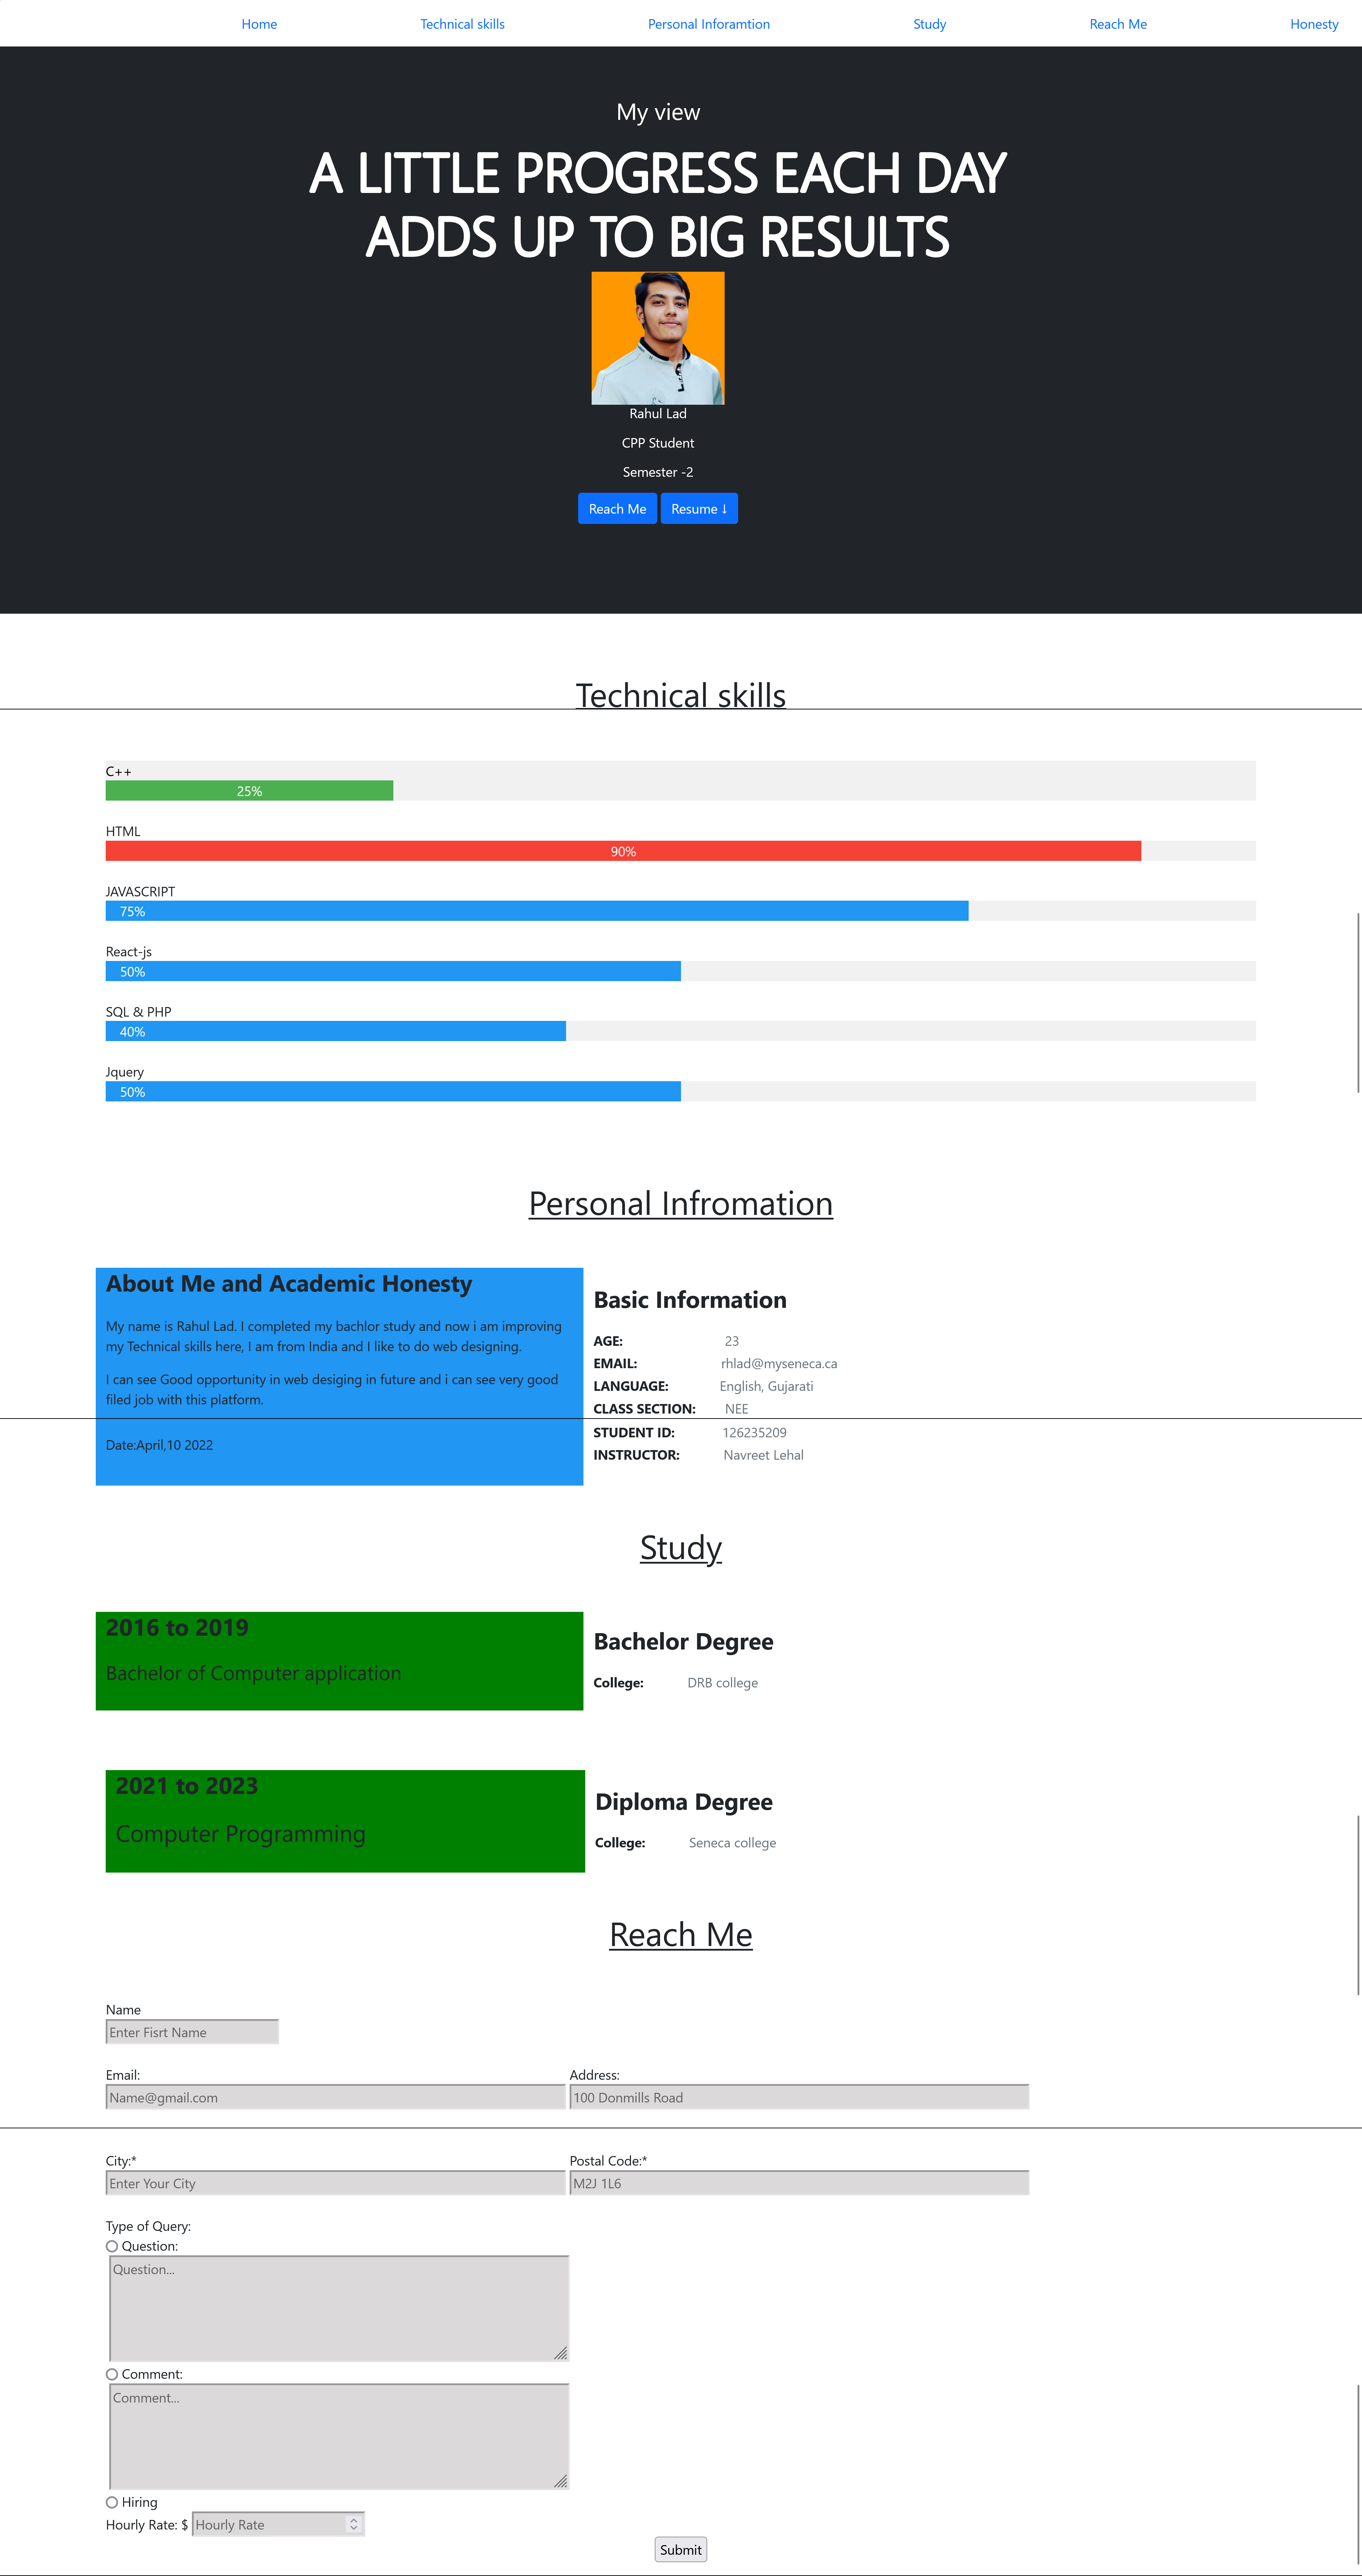 Home Technical skills Personal Inforamtion Study Reach Me Honesty
My view
A LITTLE PROGRESS EACH DAY
ADDS UP TO BIG RESULTS
Rahul Lad
CPP Student
Semester -2
Reach Me Resume ↓
Technical skills
C++
25%
HTML
90%
JAVASCRIPT
75%
React-js
50%
SQL & PHP
40%
Jquery
50%
Personal Infromation
About Me and Academic Honesty
My name is Rahul Lad. I completed my bachlor study and now i am improving
my Technical skills here, I am from India and I like to do web designing.
I can see Good opportunity in web desiging in future and i can see very good
filed job with this platform.
Date:April,10 2022
Basic Information
AGE: 23
EMAIL: rhlad@myseneca.ca
LANGUAGE: English, Gujarati
CLASS SECTION: NEE
STUDENT ID: 126235209
INSTRUCTOR: Navreet Lehal
Study
2016 to 2019
Bachelor of Computer application
Bachelor Degree
College: DRB college
2021 to 2023
Computer Programming
Diploma Degree
College: Seneca college
Reach Me
Name
Enter Fisrt Name
Email: Address:
Name@gmail.com 100 Donmills Road
City:* Postal Code:*
Enter Your City M2J 1L6
Type of Query:
Question:
Question...
Comment:
Comment...
Hiring
Hourly Rate: $ Hourly Rate
Submit